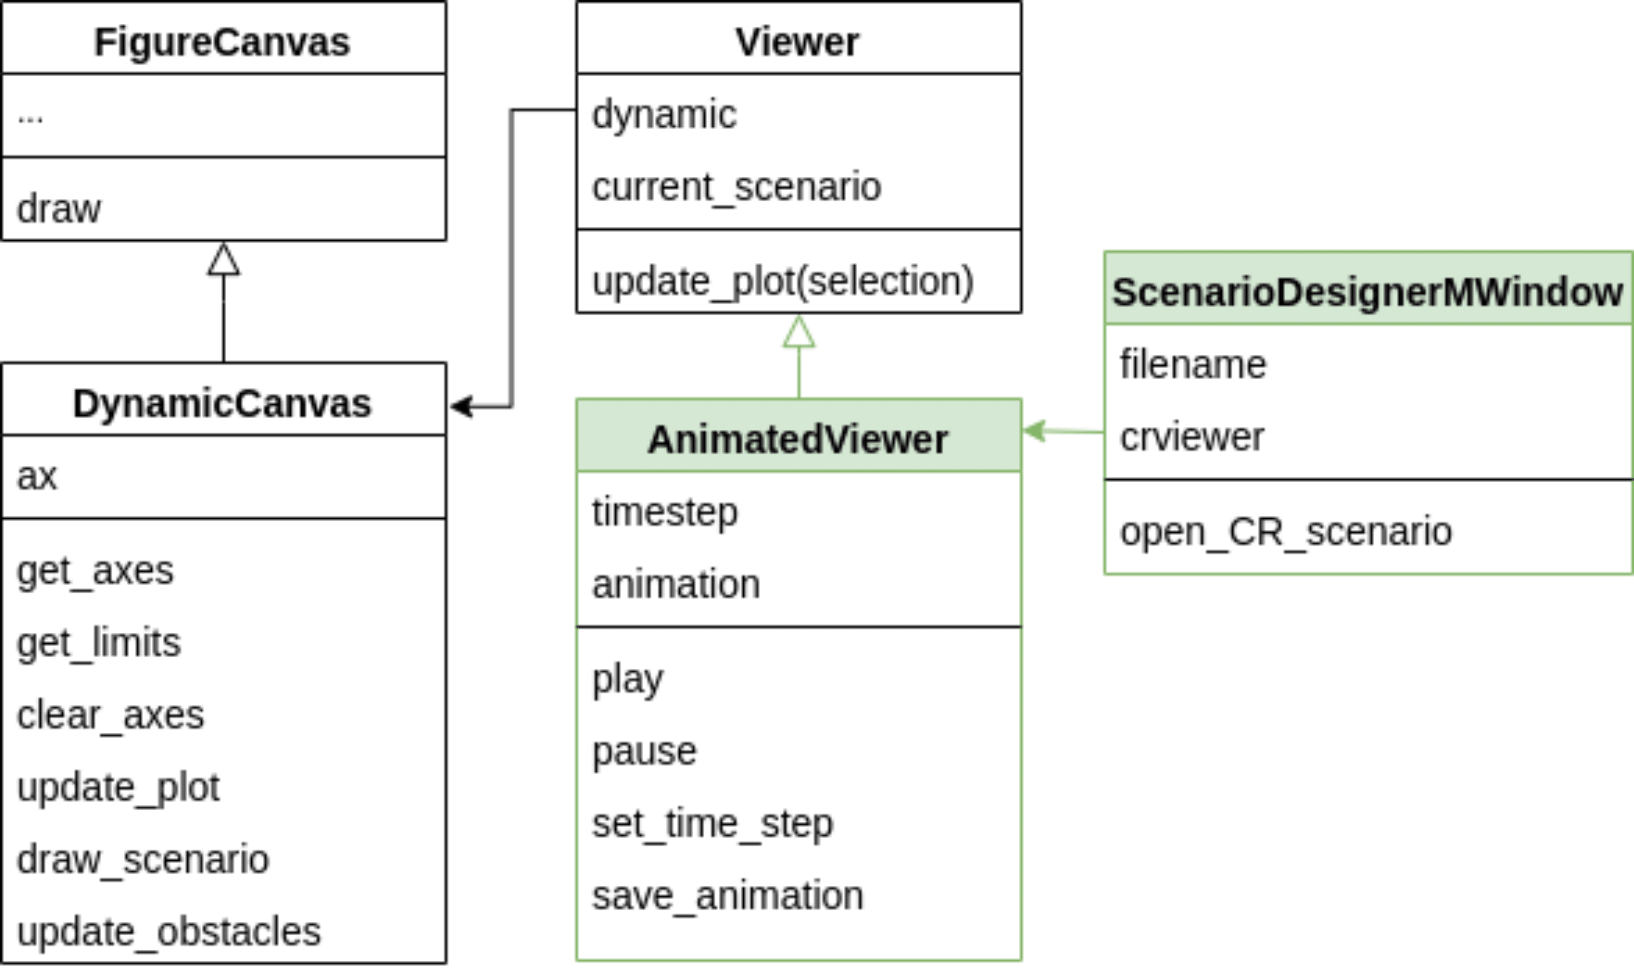 FigureCanvas
...
draw
DynamicCanvas
ax
get_axes
get_limits
clear_axes
update_plot
draw_scenario
update_obstacles
Viewer
dynamic
current_scenario
update_plot(selection)
AnimatedViewer
timestep
animation
play
pause
set_time_step
save_animation
ScenarioDesignerMWindow
filename
crviewer
open_CR_scenario